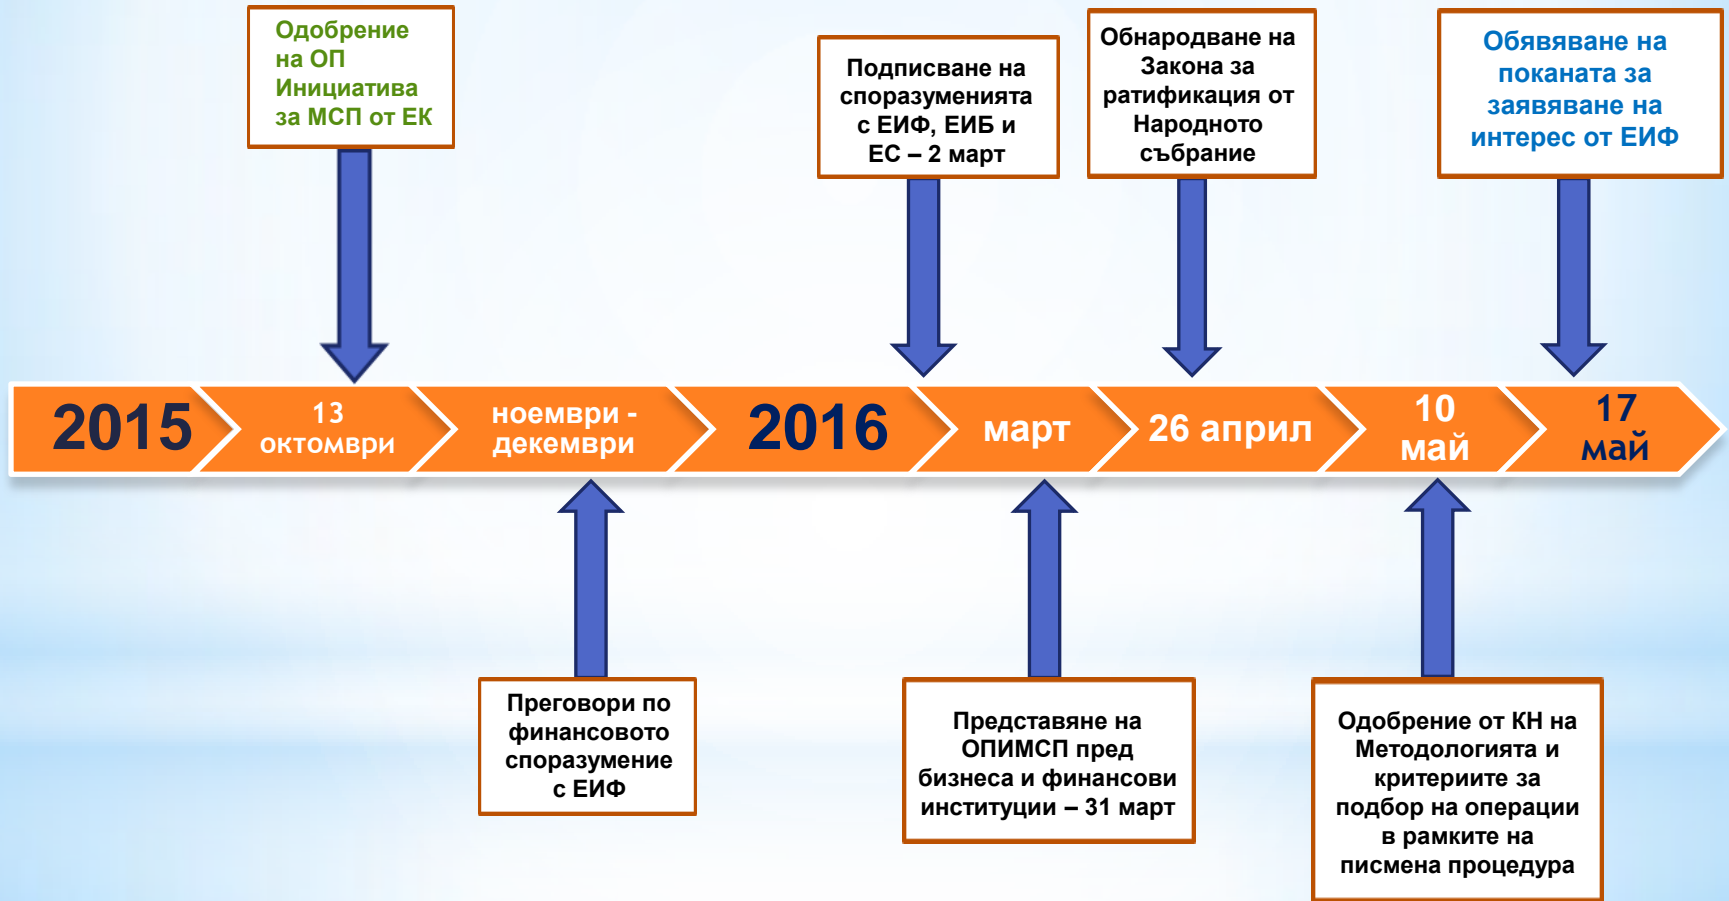 Одобрение
на ОП
Инициатива
за МСП от ЕК
Подписване на
споразуменията
с ЕИФ, ЕИБ и
ЕС – 2 март
Обнародване на
Закона за
ратификация от
Народното
събрание
Обявяване на
поканата за
заявяване на
интерес от ЕИФ
2015
13
октомври
ноември -
декември
2016
март
26 април
10
май
17
май
Преговори по
финансовото
споразумение
с ЕИФ
Представяне на
ОПИМСП пред
бизнеса и финансови
институции – 31 март
Одобрение от КН на
Методологията и
критериите за
подбор на операции
в рамките на
писмена процедура